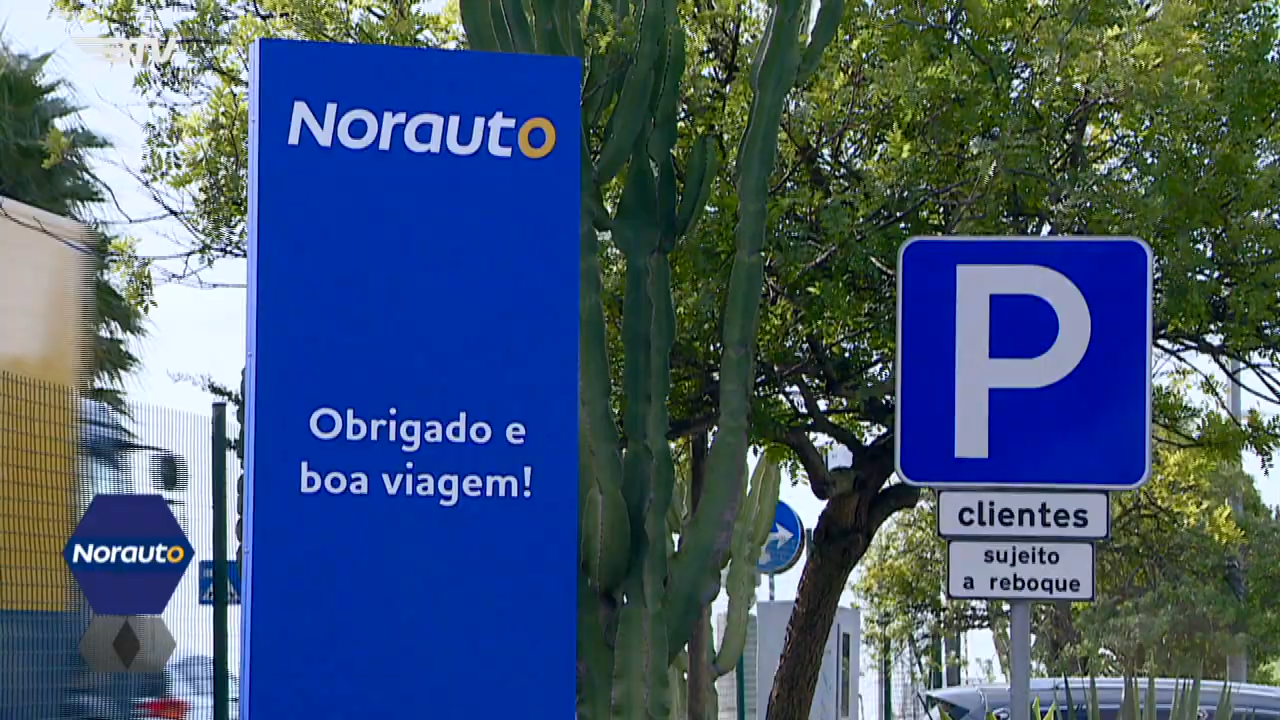 Norauto
Obrigado e
boa viagem!
P
clientes
sujeito
a reboque
Norauto